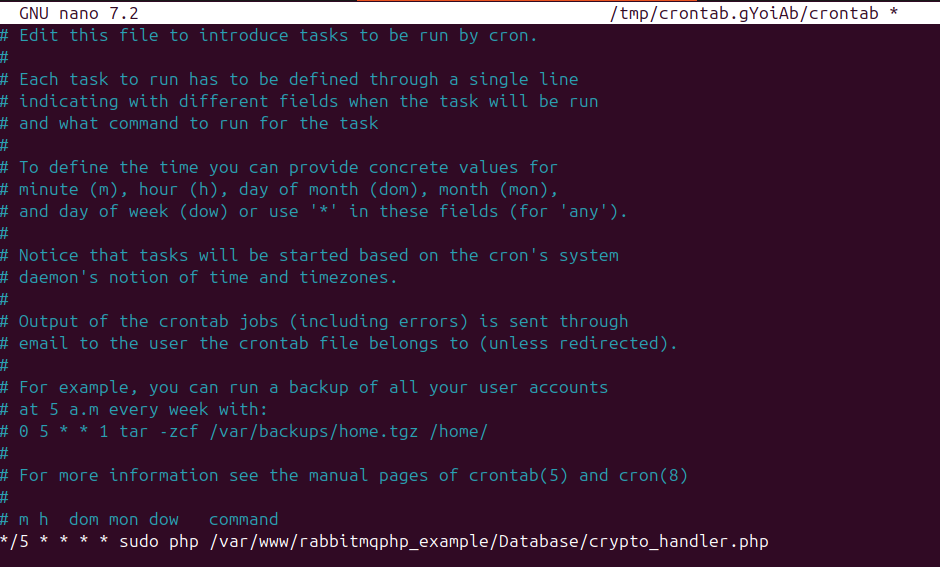 GNU nano 7.2 /tmp/crontab.gYoiAb/crontab *
# Edit this file to introduce tasks to be run by cron.
#
# Each task to run has to be defined through a single line
# indicating with different fields when the task will be run
# and what command to run for the task
#
# To define the time you can provide concrete values for
# minute (m), hour (h), day of month (dom), month (mon),
# and day of week (dow) or use '*' in these fields (for 'any').
#
# Notice that tasks will be started based on the cron's system
# daemon's notion of time and timezones.
#
# Output of the crontab jobs (including errors) is sent through
# email to the user the crontab file belongs to (unless redirected).
#
# For example, you can run a backup of all your user accounts
# at 5 a.m every week with:
# 0 5 * * 1 tar -zcf /var/backups/home.tgz /home/
#
# For more information see the manual pages of crontab(5) and cron(8)
#
# m h  dom mon dow   command
*/5 * * * * sudo php /var/www/rabbitmqphp_example/Database/crypto_handler.php